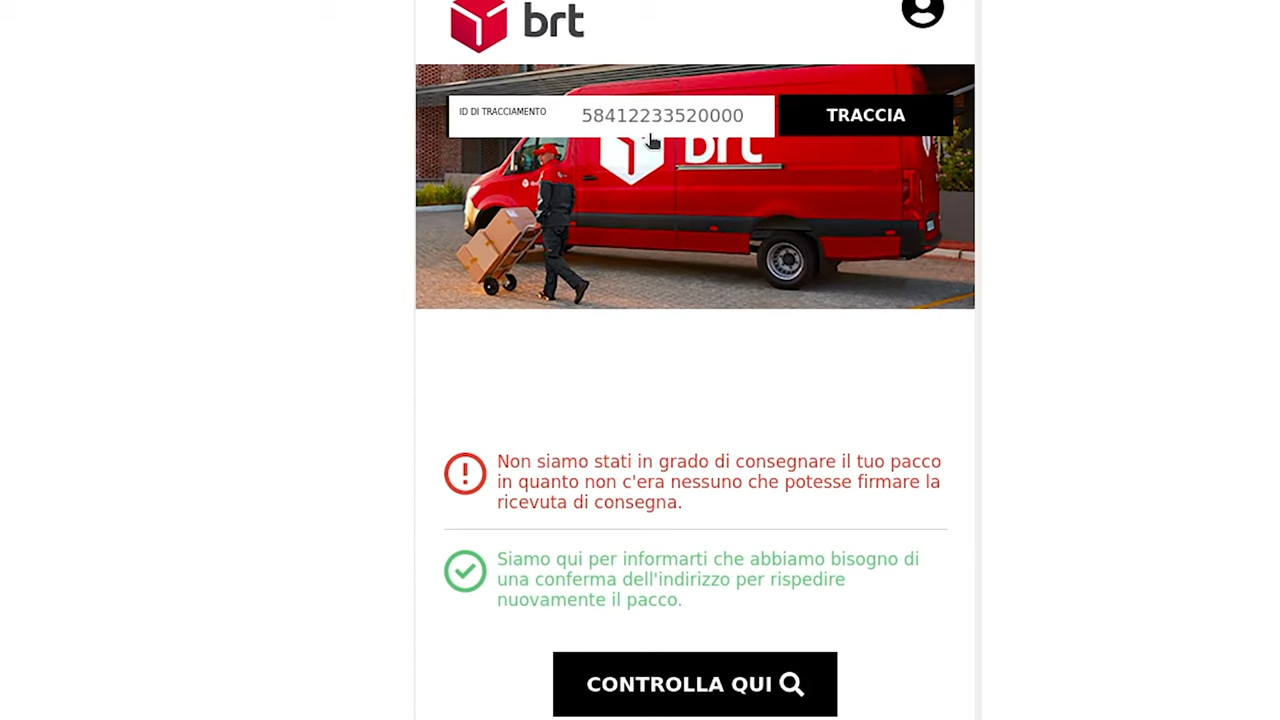 brt
ID DI TRACCIAMENTO 58412233520000 TRACCIA
brt
Non siamo stati in grado di consegnare il tuo pacco
in quanto non c'era nessuno che potesse firmare la
ricevuta di consegna.
Siamo qui per informarti che abbiamo bisogno di
una conferma dell'indirizzo per rispedire
nuovamente il pacco.
CONTROLLA QUI